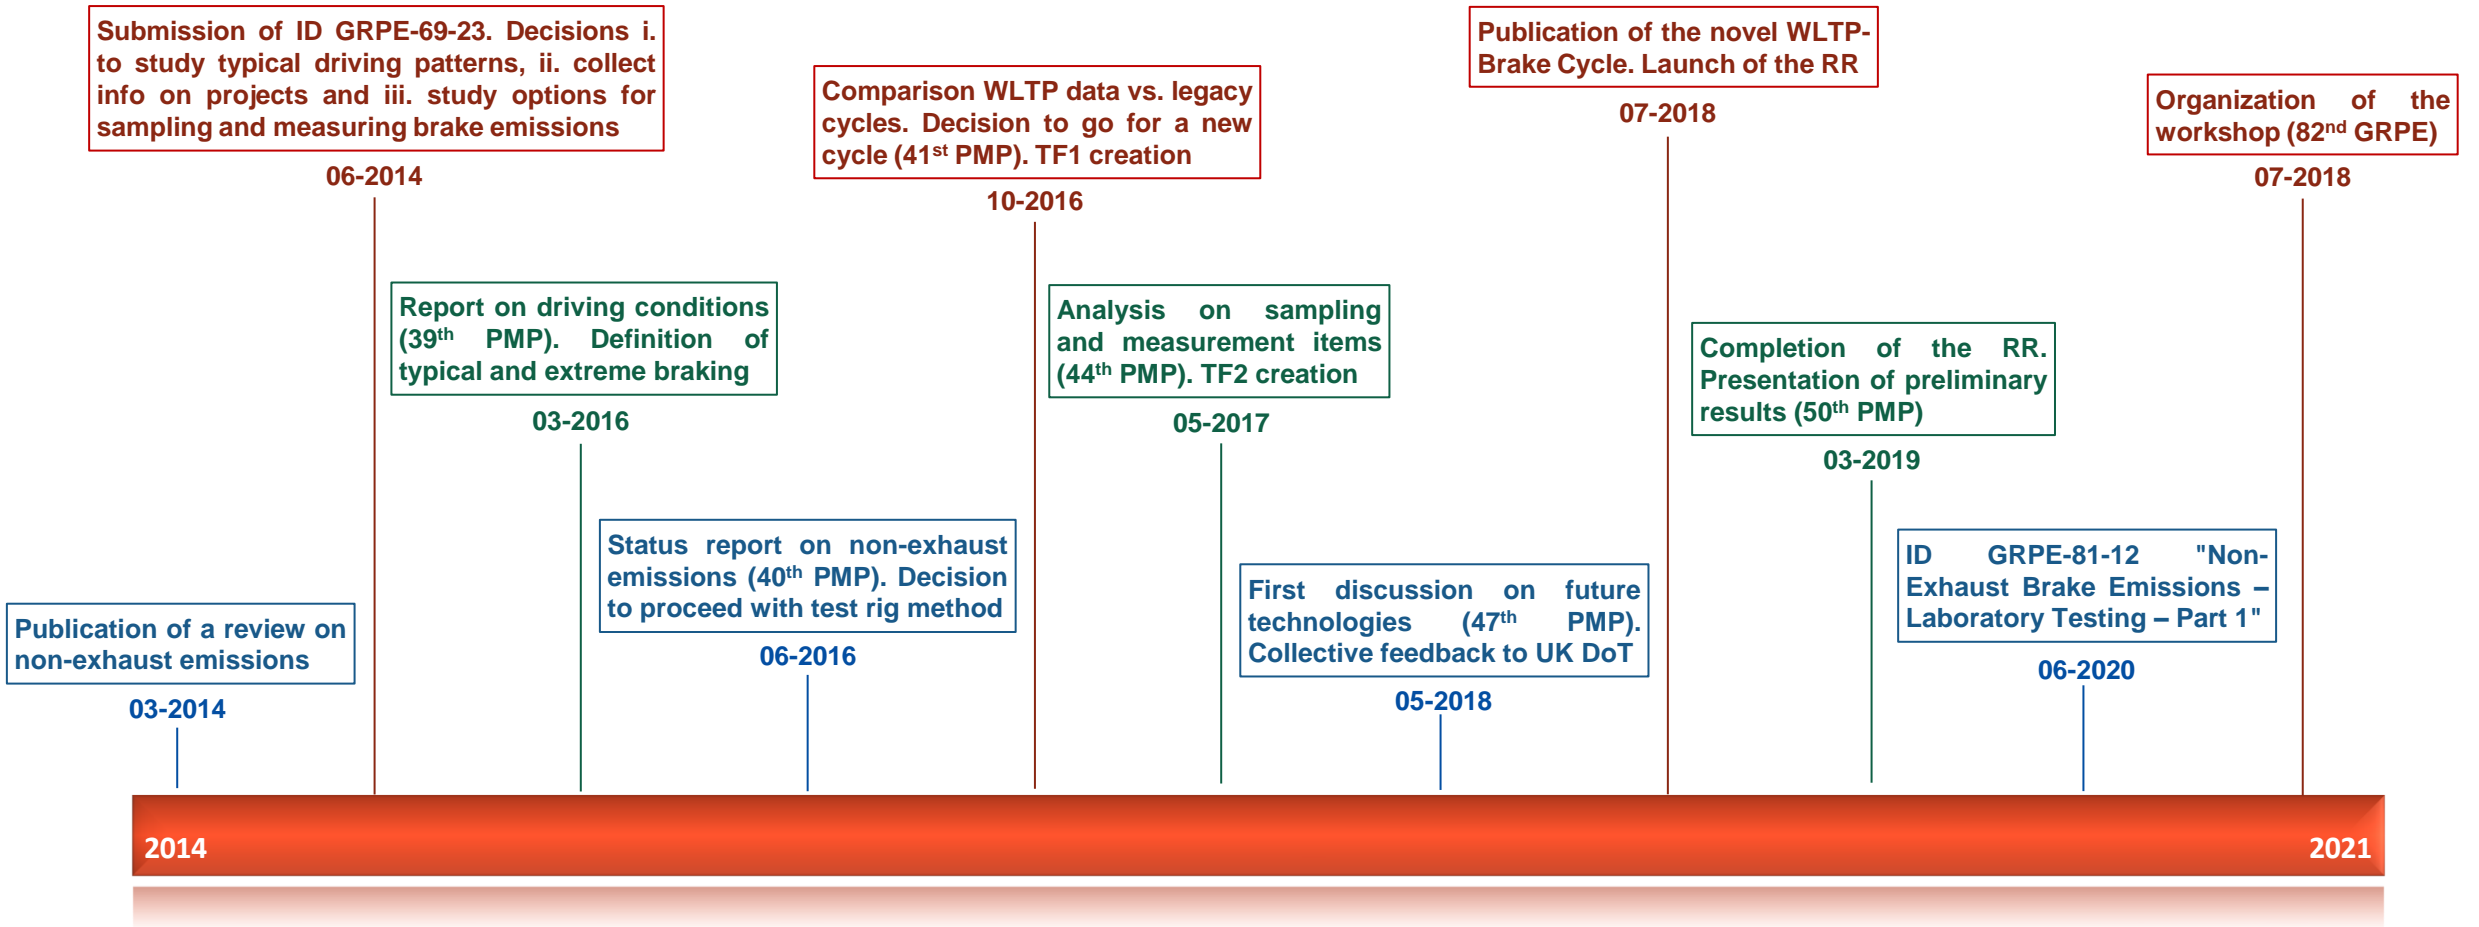 Submission of ID GRPE-69-23. Decisions i.
to study typical driving patterns, ii. collect
info on projects and iii. study options for
sampling and measuring brake emissions
06-2014
Comparison WLTP data vs. legacy
cycles. Decision to go for a new
cycle (41st PMP). TF1 creation
10-2016
Publication of the novel WLTP-
Brake Cycle. Launch of the RR
07-2018
Organization of the
workshop (82nd GRPE)
07-2018
Report on driving conditions
(39th PMP). Definition of
typical and extreme braking
03-2016
Analysis on sampling
and measurement items
(44th PMP). TF2 creation
05-2017
Completion of the RR.
Presentation of preliminary
results (50th PMP)
03-2019
Publication of a review on
non-exhaust emissions
03-2014
Status report on non-exhaust
emissions (40th PMP). Decision
to proceed with test rig method
06-2016
First discussion on future
technologies (47th PMP).
Collective feedback to UK DoT
05-2018
ID GRPE-81-12 "Non-
Exhaust Brake Emissions –
Laboratory Testing – Part 1"
06-2020
2014
2021